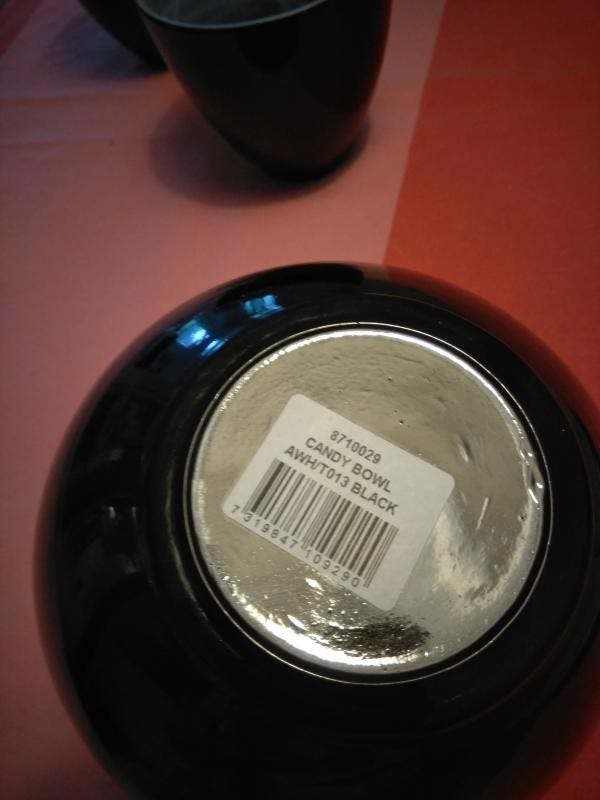 8710029
CANDY BOWL
AWH/T013 BLACK
7 319847 109290